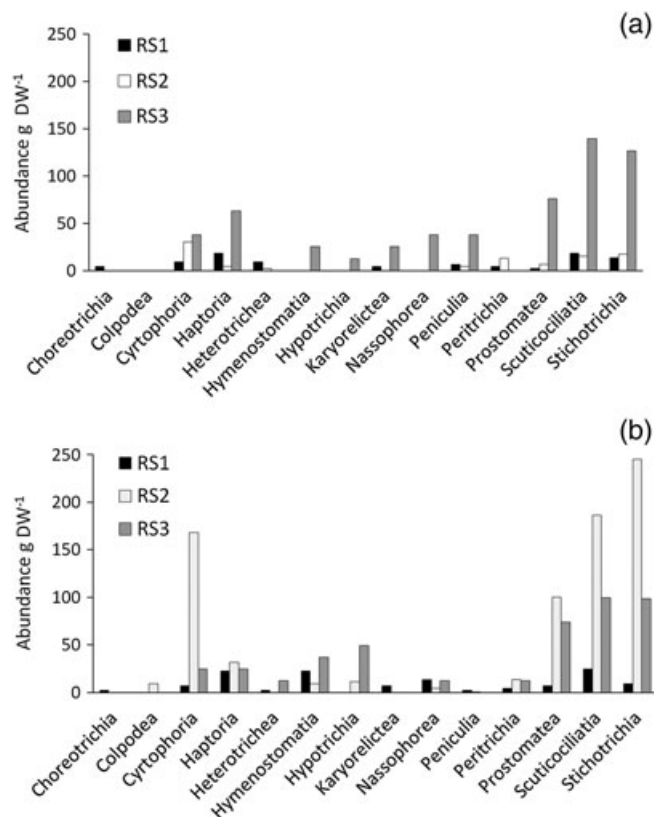 (a)
Abundance g DW-1
250
200
150
100
50
0
RS1
RS2
RS3
Choreotrichia
Colpodea
Cyrtophoria
Haptoria
Heterotrichea
Hymenostomatia
Hypotrichia
Karyorelictea
Nassophorea
Peniculia
Peritrichia
Prostomatea
Scuticociliatia
Stichotrichia
(b)
Abundance g DW-1
250
200
150
100
50
0
RS1
RS2
RS3
Choreotrichia
Colpodea
Cyrtophoria
Haptoria
Heterotrichea
Hymenostomatia
Hypotrichia
Karyorelictea
Nassophorea
Peniculia
Peritrichia
Prostomatea
Scuticociliatia
Stichotrichia